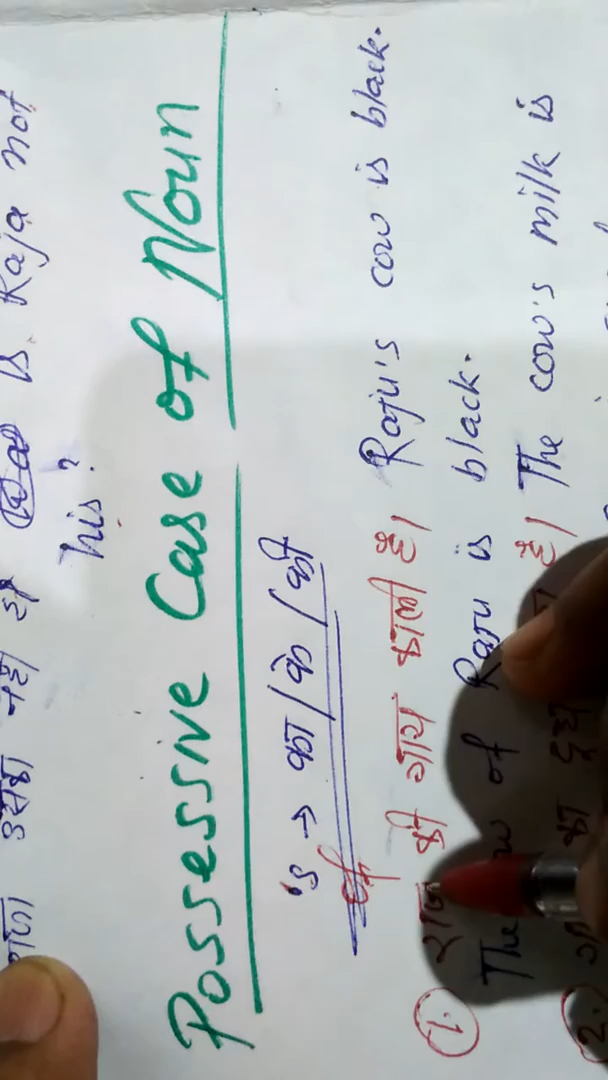 उसका नहीं है is Raja not
his?
Possessive Case of Noun
's → का/के/की
of
1. की गाय काली है। Raju's cow is black.
The of Raju is black.
2. का दूध है। The cow's milk is